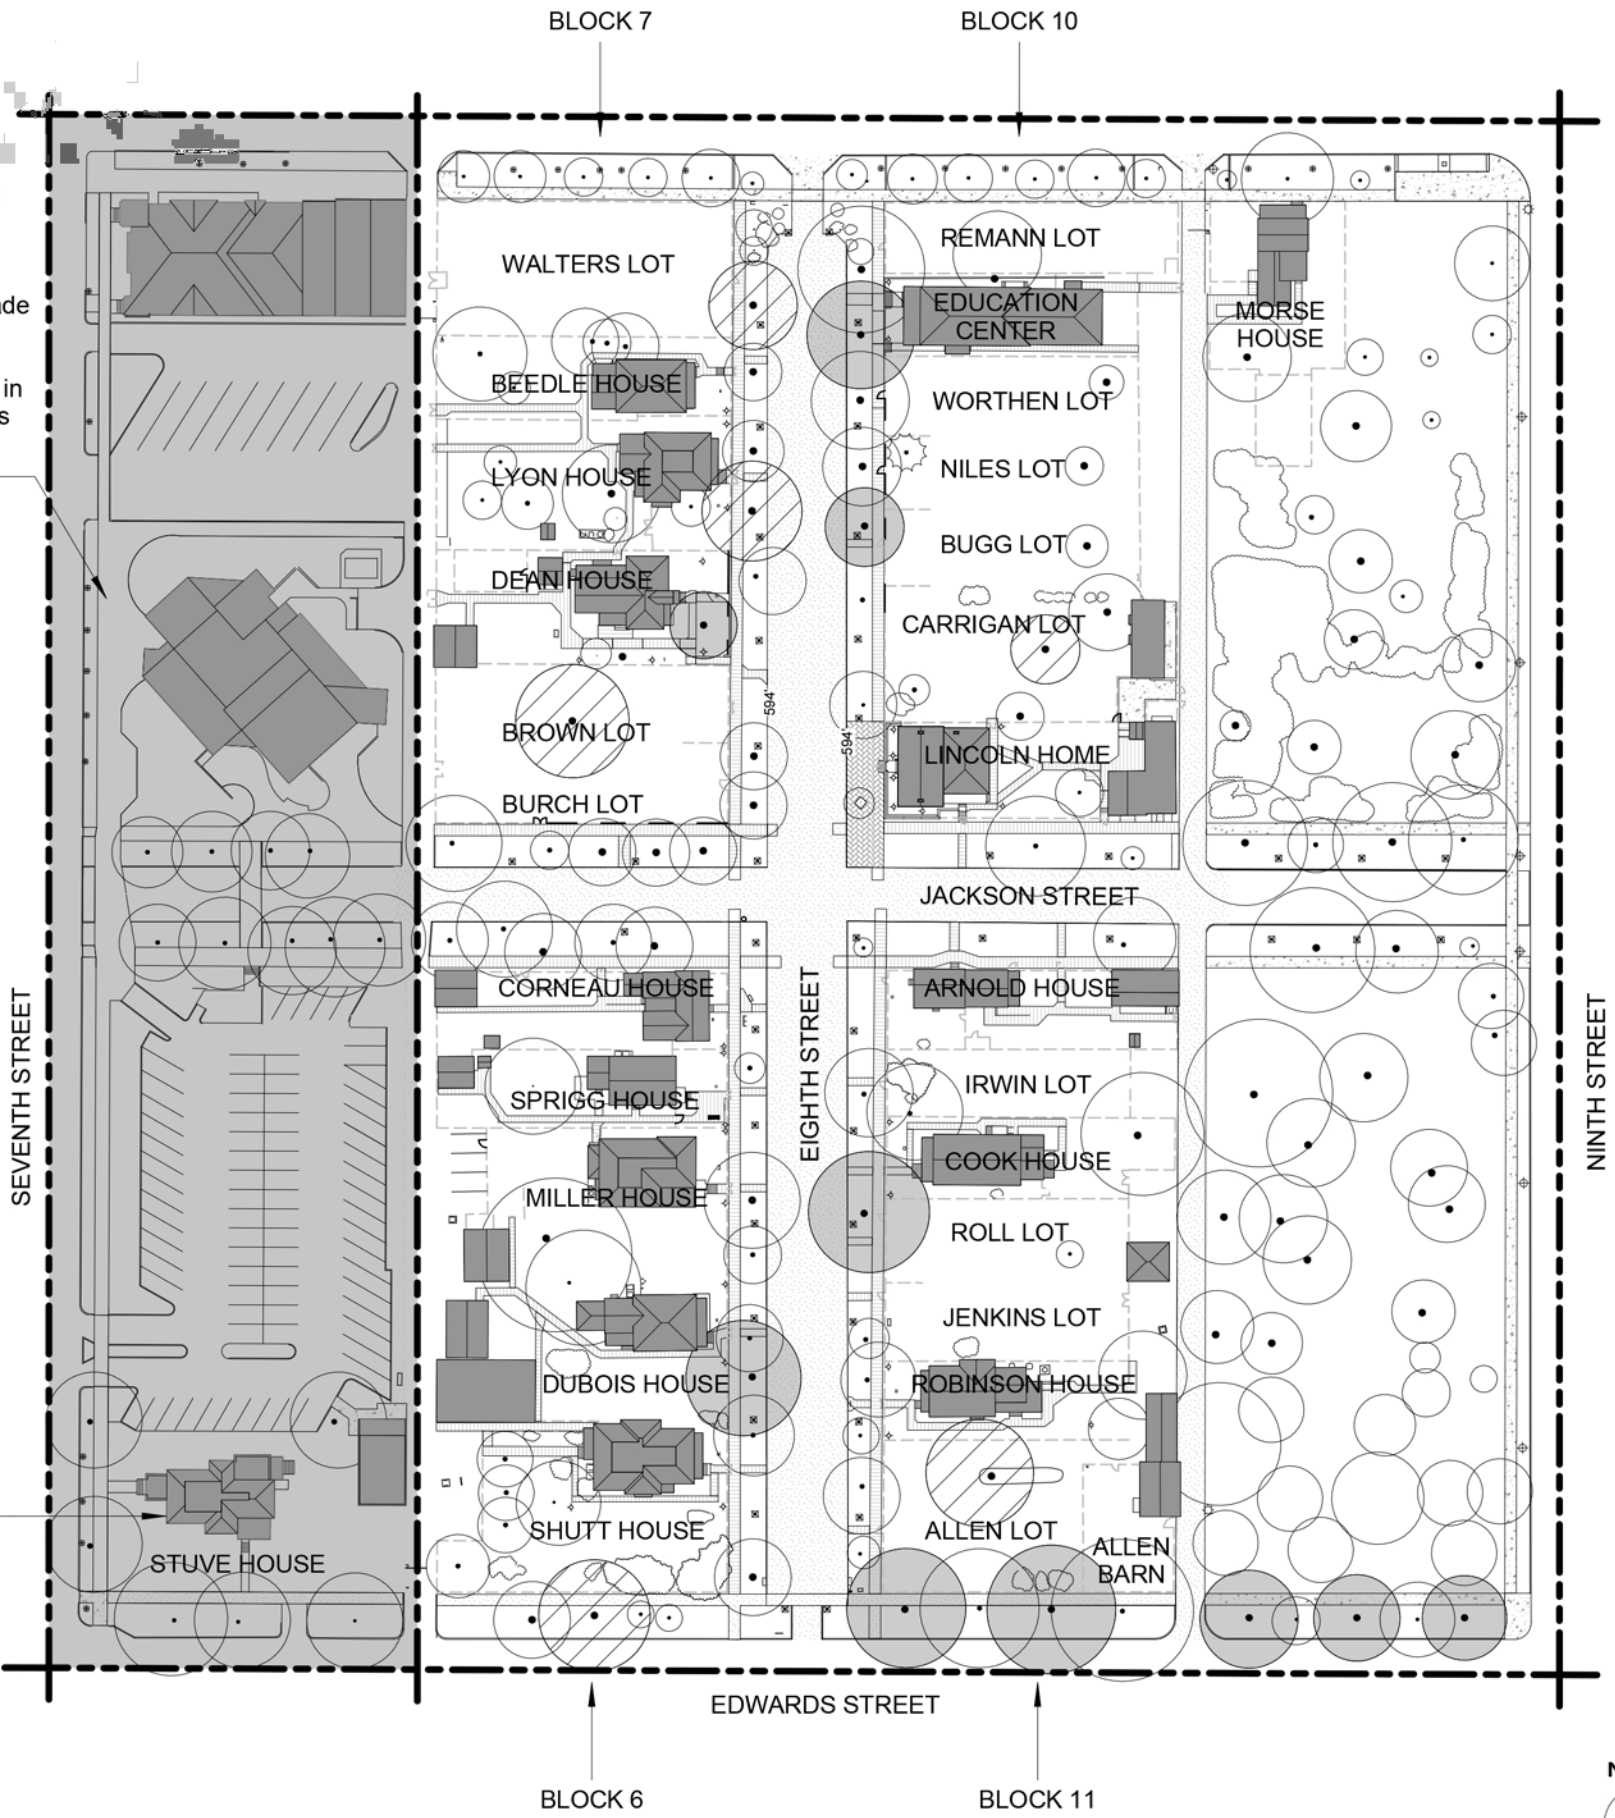 BLOCK 7
BLOCK 10
WALTERS LOT
REMANN LOT
EDUCATION
CENTER
MORSE
HOUSE
ade
BEEDLE HOUSE
in
s
WORTHEN LOT
LYON HOUSE
NILES LOT
BUGG LOT
DEAN HOUSE
CARRIGAN LOT
594'
BROWN LOT
594'
LINCOLN HOME
BURCH LOT
JACKSON STREET
CORNEAU HOUSE
ARNOLD HOUSE
SEVENTH STREET
EIGHTH STREET
NINTH STREET
SPRIGG HOUSE
IRWIN LOT
COOK HOUSE
MILLER HOUSE
ROLL LOT
JENKINS LOT
DUBOIS HOUSE
ROBINSON HOUSE
SHUTT HOUSE
ALLEN LOT
ALLEN
BARN
STUVE HOUSE
EDWARDS STREET
BLOCK 6
BLOCK 11